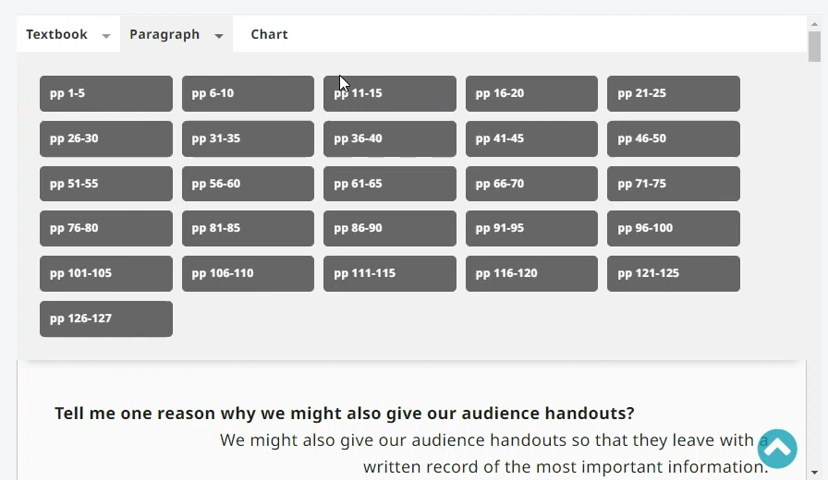 Textbook Paragraph Chart
pp 1-5 pp 6-10 pp 11-15 pp 16-20 pp 21-25
pp 26-30 pp 31-35 pp 36-40 pp 41-45 pp 46-50
pp 51-55 pp 56-60 pp 61-65 pp 66-70 pp 71-75
pp 76-80 pp 81-85 pp 86-90 pp 91-95 pp 96-100
pp 101-105 pp 106-110 pp 111-115 pp 116-120 pp 121-125
pp 126-127
Tell me one reason why we might also give our audience handouts?
We might also give our audience handouts so that they leave with a
written record of the most important information.